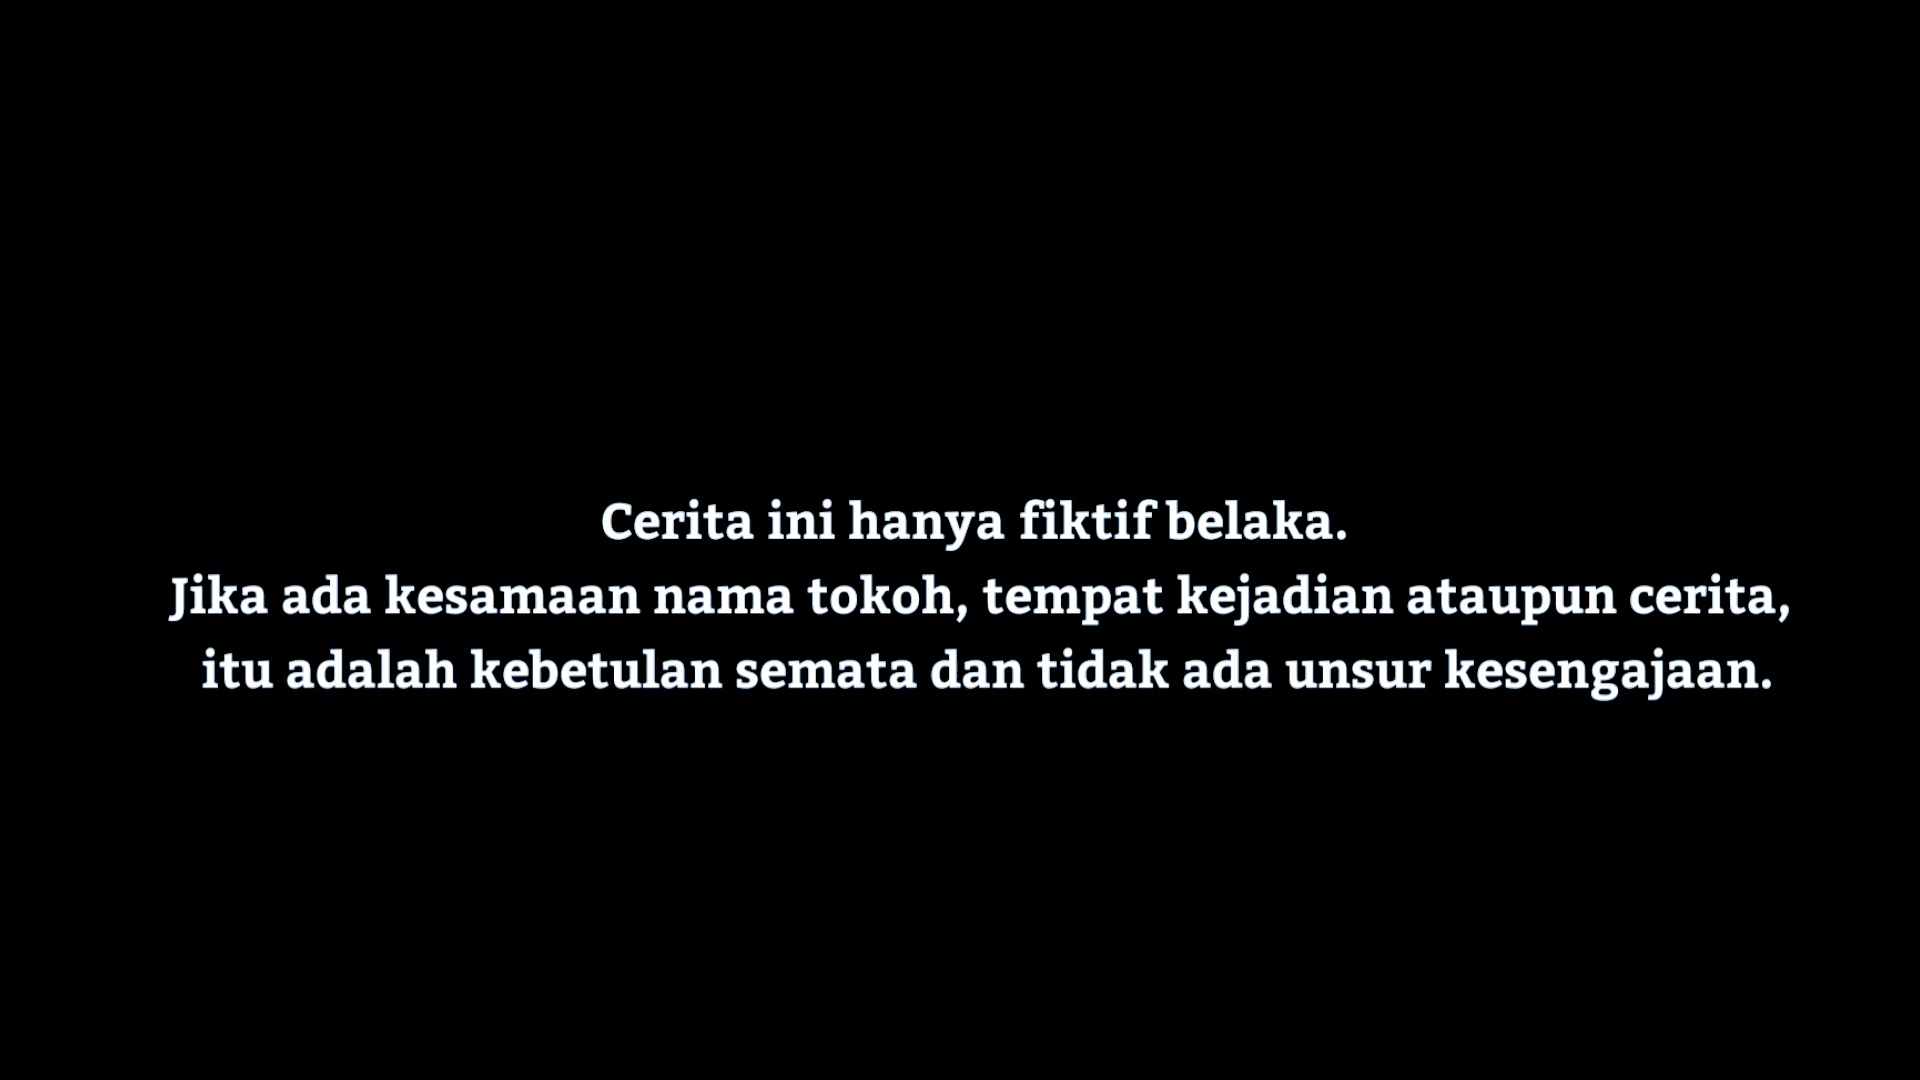 Cerita ini hanya fiktif belaka.
Jika ada kesamaan nama tokoh, tempat kejadian ataupun cerita,
itu adalah kebetulan semata dan tidak ada unsur kesengajaan.